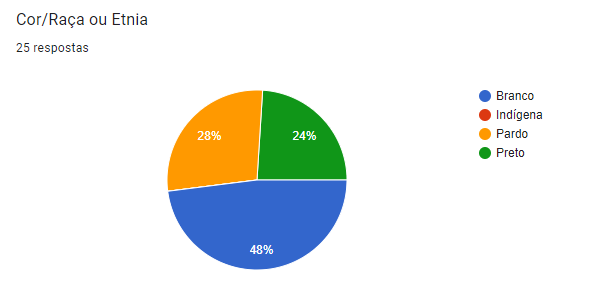 Cor/Raça ou Etnia
25 respostas
28%
24%
48%
Branco
Indígena
Pardo
Preto